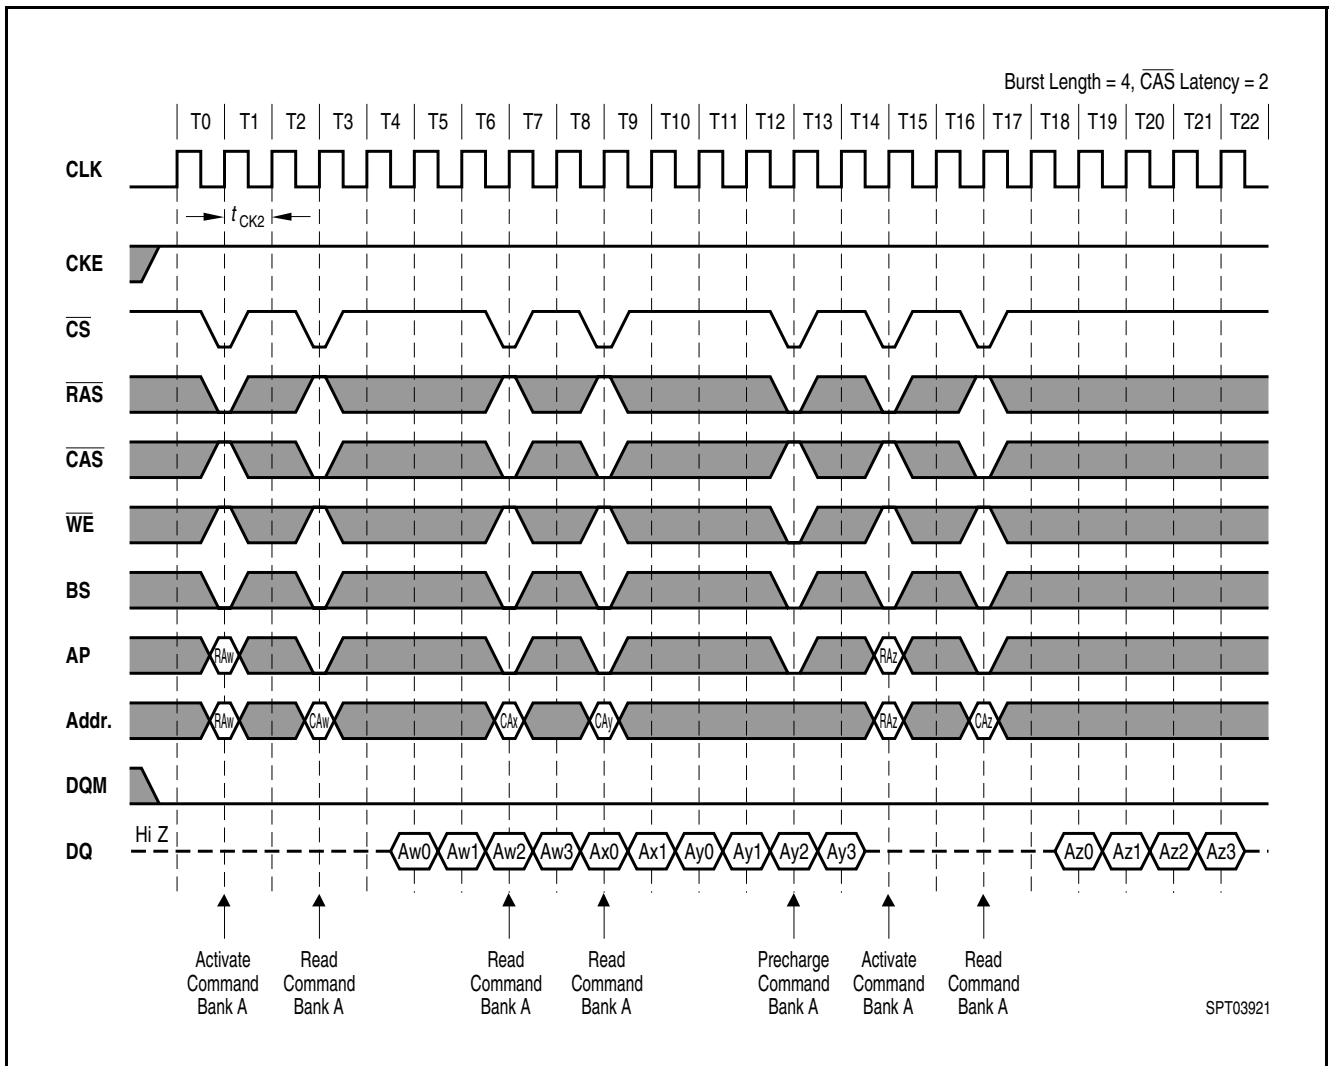 Burst Length = 4, CAS Latency = 2
T0 T1 T2 T3 T4 T5 T6 T7 T8 T9 T10 T11 T12 T13 T14 T15 T16 T17 T18 T19 T20 T21 T22
CLK
t CK2
CKE
CS
RAS
CAS
WE
BS
AP RAw RAz
Addr. RAw CAw CAx CAy RAz CAz
DQM
Hi Z
DQ Aw0 Aw1 Aw2 Aw3 Ax0 Ax1 Ay0 Ay1 Ay2 Ay3 Az0 Az1 Az2 Az3
Activate Command Bank A
Read Command Bank A
Read Command Bank A
Read Command Bank A
Precharge Command Bank A
Activate Command Bank A
Read Command Bank A
SPT03921